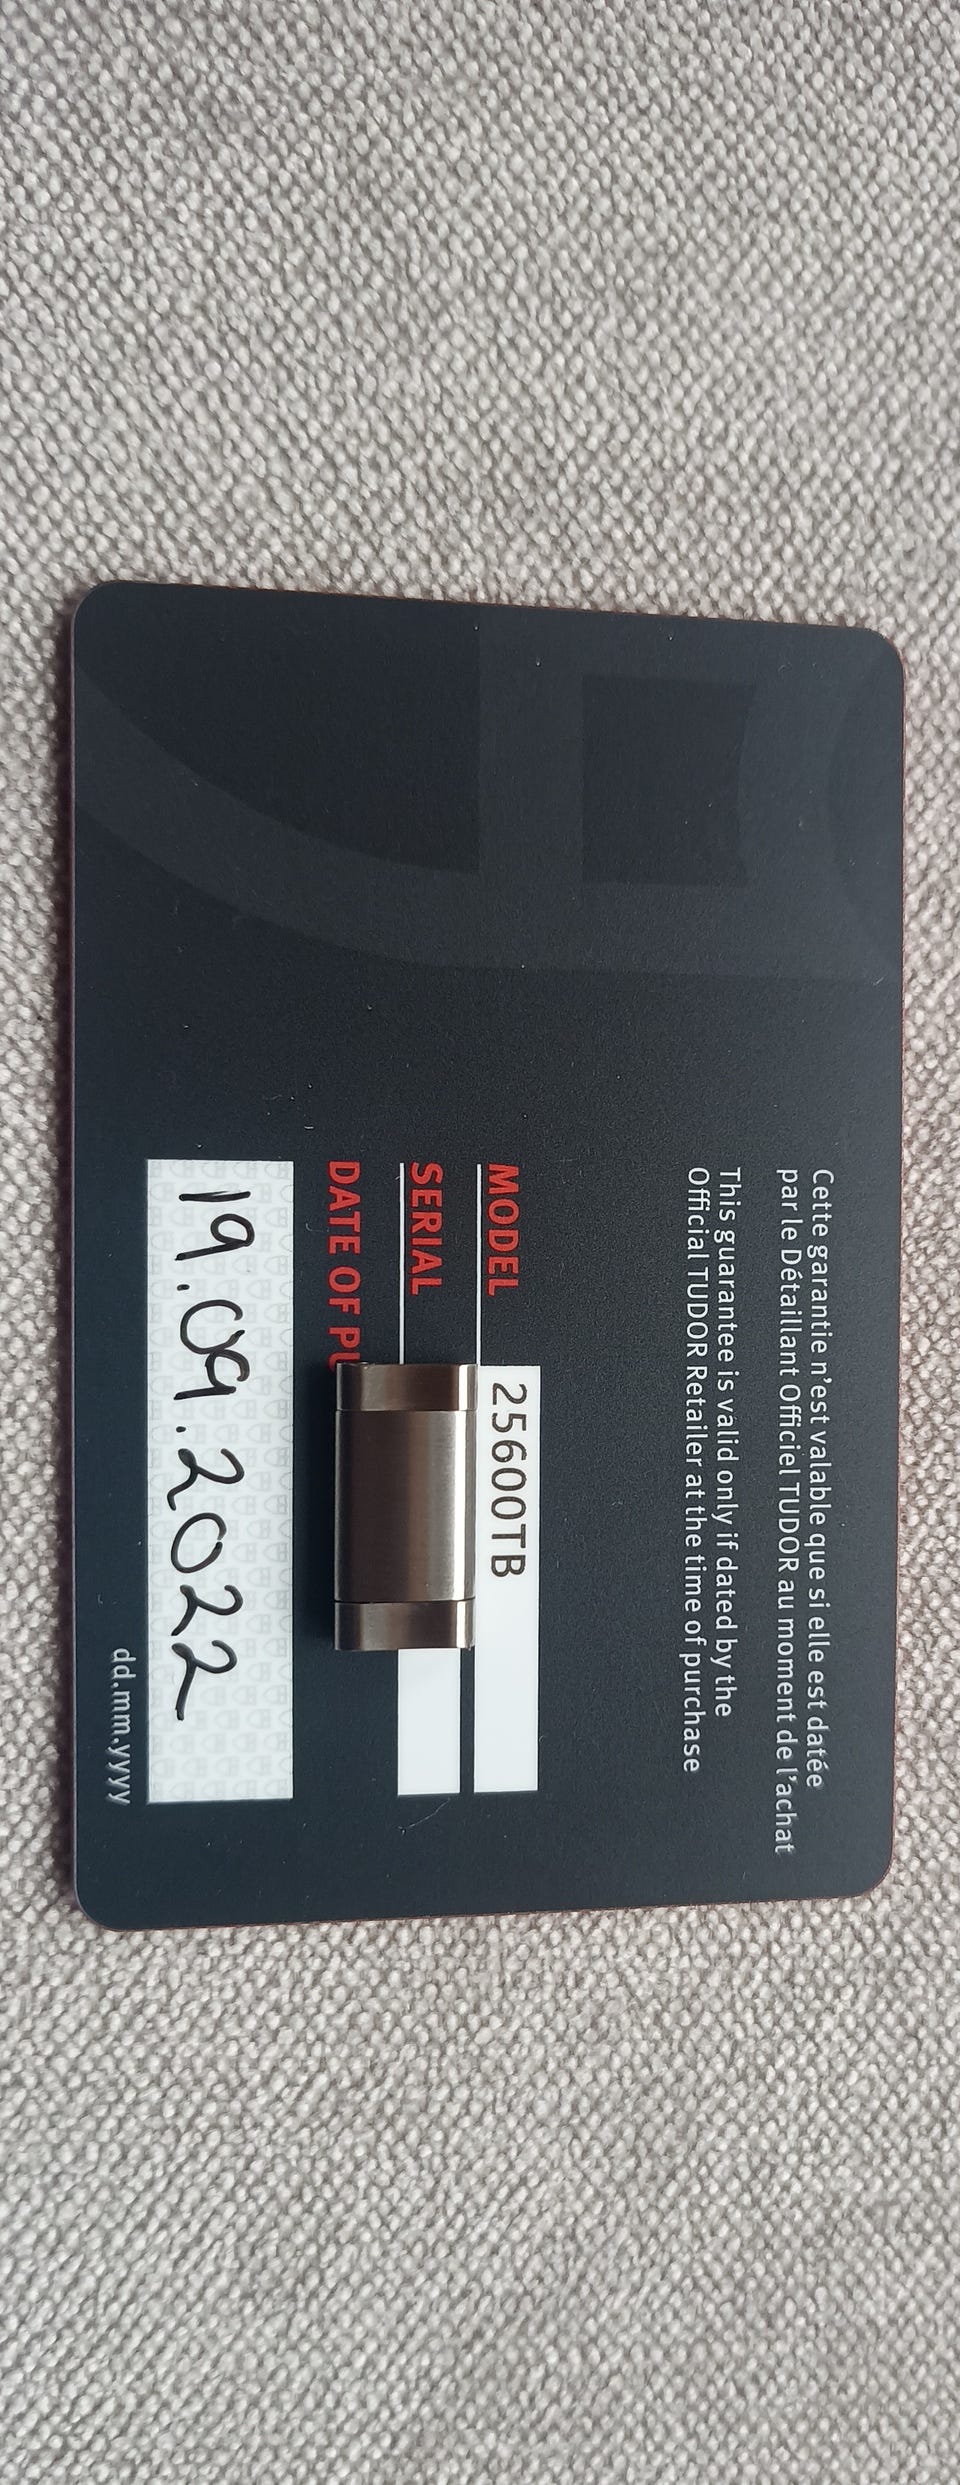 Cette garantie n'est valable que si elle est datée
par le Détaillant Officiel TUDOR au moment de l'achat
This guarantee is valid only if dated by the
Official TUDOR Retailer at the time of purchase
MODEL 25600TB
SERIAL
DATE OF
19.09.2022
dd.mm.yyyy